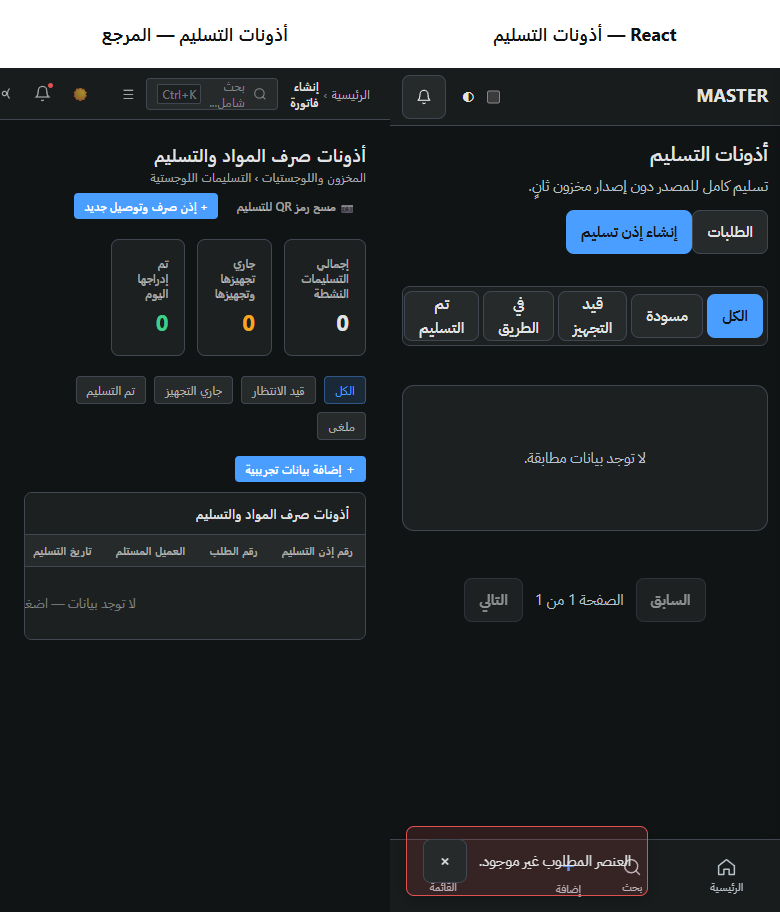 React — أذونات التسليم
MASTER
أذونات التسليم
تسليم كامل للمصدر دون إصدار مخزون ثانٍ.
الطلبات
إنشاء إذن تسليم
الكل
مسودة
قيد التجهيز
في الطريق
تم التسليم
لا توجد بيانات مطابقة.
السابق
الصفحة 1 من 1
التالي
العنصر المطلوب غير موجود.
×
الرئيسية
بحث
إضافة
القائمة
أذونات التسليم — المرجع
الرئيسية › إنشاء فاتورة
بحث شامل...
Ctrl+K
أذونات صرف المواد والتسليم
المخزون واللوجستيات › التسليمات اللوجستية
مسح رمز QR للتسليم
+ إذن صرف وتوصيل جديد
إجمالي التسليمات النشطة
0
جاري تجهيزها وتجهيزها
0
تم إدراجها اليوم
0
الكل
قيد الانتظار
جاري التجهيز
تم التسليم
ملغى
+ إضافة بيانات تجريبية
أذونات صرف المواد والتسليم
رقم إذن التسليم
رقم الطلب
العميل المستلم
تاريخ التسليم
لا توجد بيانات — اضغ